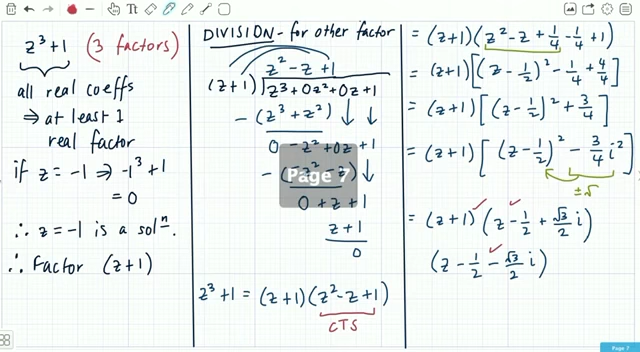 z³ + 1 (3 factors)
all real coeffs
⇒ at least 1
real factor
if z = -1 ⇒ -1³ + 1
= 0
∴ z = -1 is a solⁿ.
∴ Factor (z+1)
DIVISION - for other factor
z² - z + 1
(z+1) z³ + 0z² + 0z + 1
- (z³ + z²) ↓ ↓
0 - z² + 0z + 1
- (-z² - z) ↓
Page 7
0 + z + 1
z + 1
0
z³ + 1 = (z+1)(z² - z + 1)
CTS
= (z+1)(z² - z + 1/4 - 1/4 + 1)
= (z+1)[(z - 1/2)² - 1/4 + 4/4]
= (z+1)[(z - 1/2)² + 3/4]
= (z+1)[(z - 1/2)² - 3/4 i²]
±√
= (z+1)(z - 1/2 + √3/2 i)
(z - 1/2 - √3/2 i)
Page 7